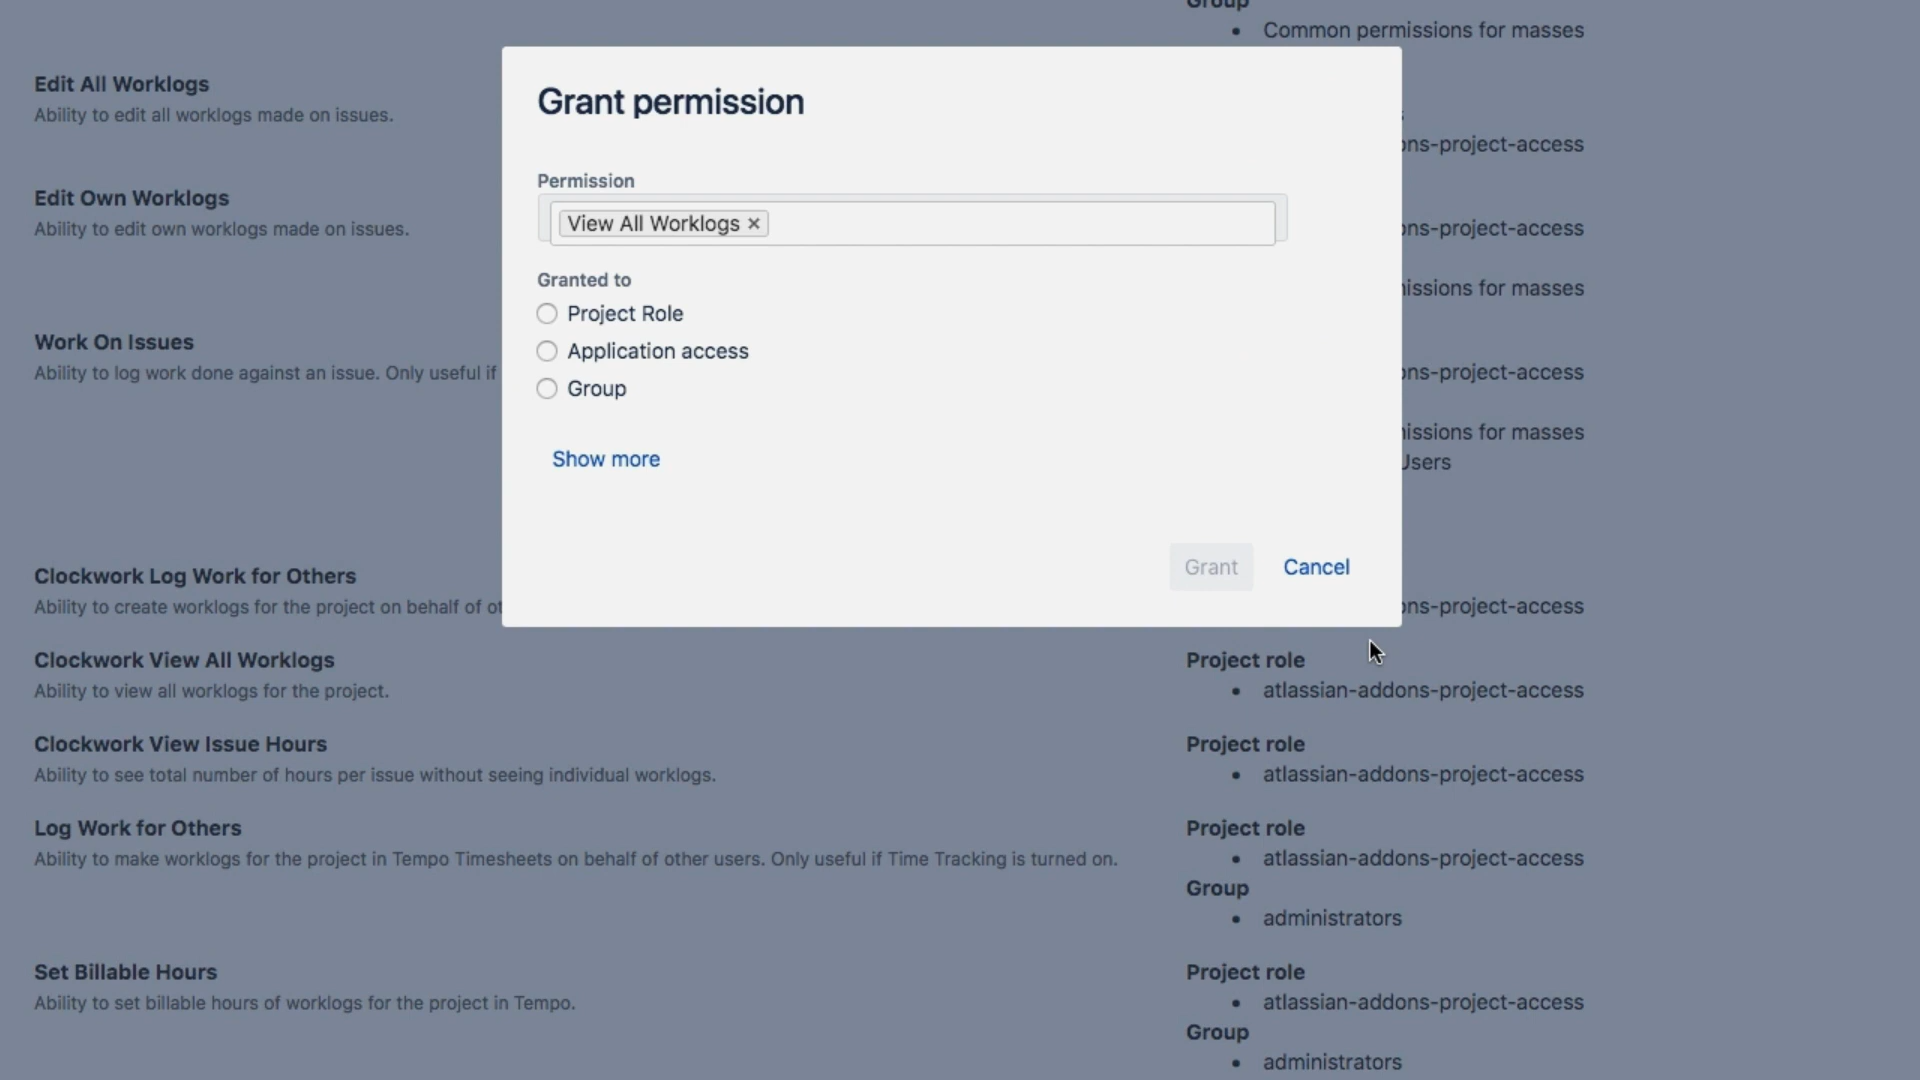 Group
Common permissions for masses
Edit All Worklogs
Ability to edit all worklogs made on issues.
ons-project-access
Edit Own Worklogs
Ability to edit own worklogs made on issues.
ons-project-access
issions for masses
Work On Issues
Ability to log work done against an issue. Only useful if
ons-project-access
issions for masses
Users
Grant permission
Permission
View All Worklogs ×
Granted to
Project Role
Application access
Group
Show more
Grant Cancel
Clockwork Log Work for Others
Ability to create worklogs for the project on behalf of ot
ons-project-access
Clockwork View All Worklogs
Ability to view all worklogs for the project.
Project role
atlassian-addons-project-access
Clockwork View Issue Hours
Ability to see total number of hours per issue without seeing individual worklogs.
Project role
atlassian-addons-project-access
Log Work for Others
Ability to make worklogs for the project in Tempo Timesheets on behalf of other users. Only useful if Time Tracking is turned on.
Project role
atlassian-addons-project-access
Group
administrators
Set Billable Hours
Ability to set billable hours of worklogs for the project in Tempo.
Project role
atlassian-addons-project-access
Group
administrators